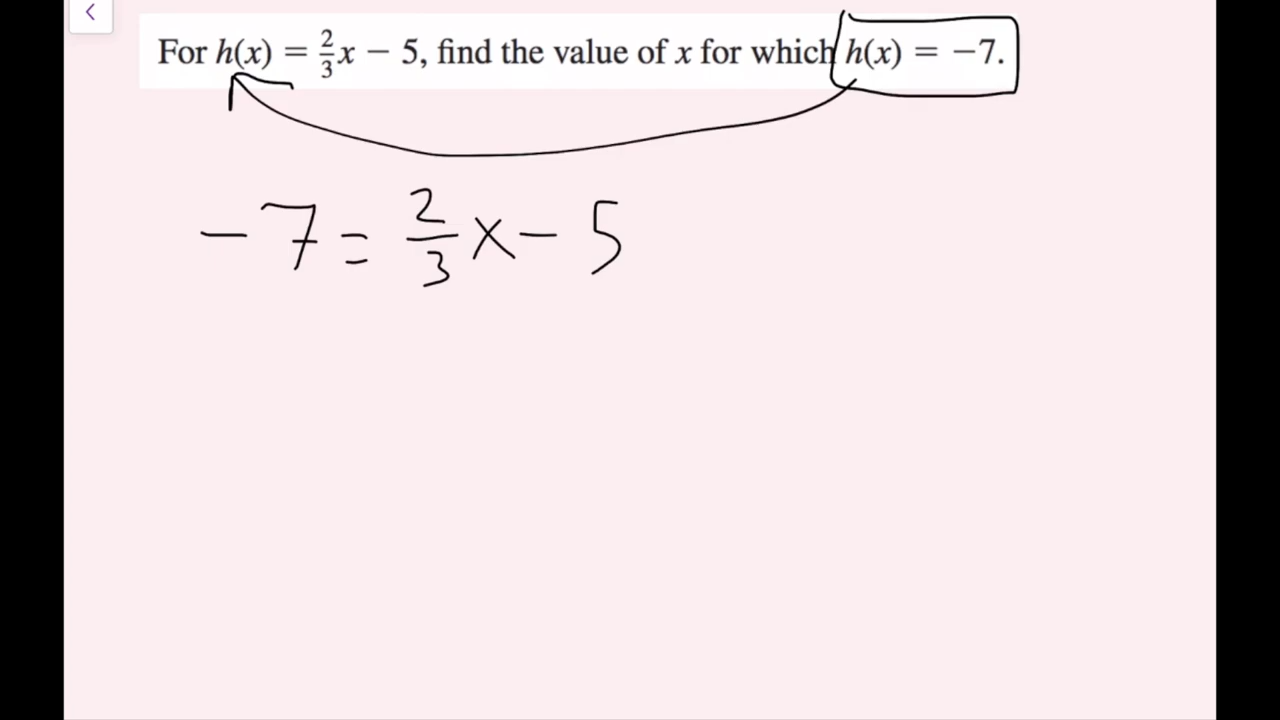 For h(x) = 2/3x − 5, find the value of x for which h(x) = −7.
−7 = 2/3x − 5